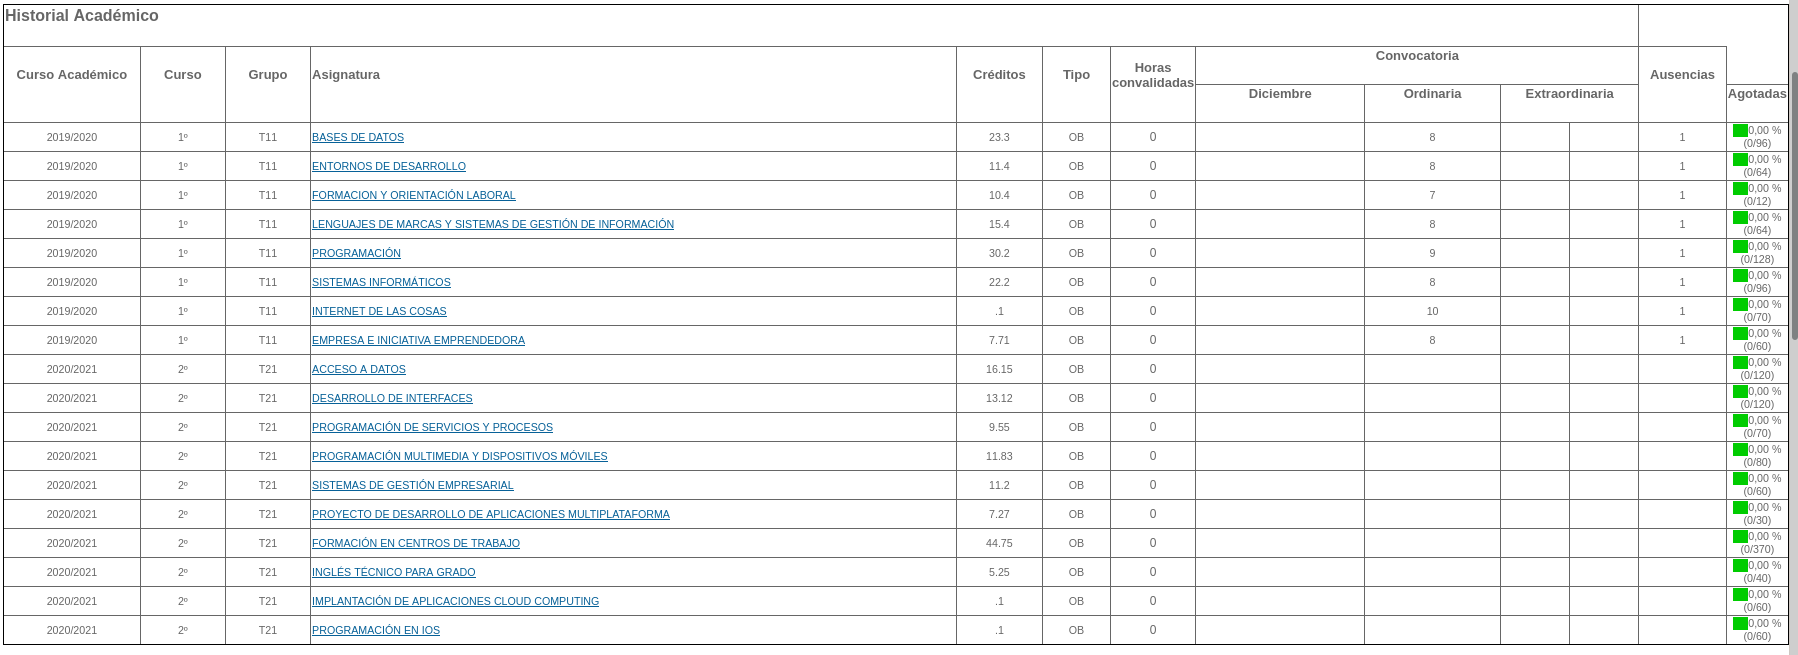 Historial Académico
Curso Académico Curso Grupo Asignatura Créditos Tipo Horas convalidadas Convocatoria Ausencias
Diciembre Ordinaria Extraordinaria Agotadas
2019/2020 1º T11 BASES DE DATOS 23.3 OB 0 8 1 0,00 % (0/96)
2019/2020 1º T11 ENTORNOS DE DESARROLLO 11.4 OB 0 8 1 0,00 % (0/64)
2019/2020 1º T11 FORMACION Y ORIENTACIÓN LABORAL 10.4 OB 0 7 1 0,00 % (0/12)
2019/2020 1º T11 LENGUAJES DE MARCAS Y SISTEMAS DE GESTIÓN DE INFORMACIÓN 15.4 OB 0 8 1 0,00 % (0/64)
2019/2020 1º T11 PROGRAMACIÓN 30.2 OB 0 9 1 0,00 % (0/128)
2019/2020 1º T11 SISTEMAS INFORMÁTICOS 22.2 OB 0 8 1 0,00 % (0/96)
2019/2020 1º T11 INTERNET DE LAS COSAS .1 OB 0 10 1 0,00 % (0/70)
2019/2020 1º T11 EMPRESA E INICIATIVA EMPRENDEDORA 7.71 OB 0 8 1 0,00 % (0/60)
2020/2021 2º T21 ACCESO A DATOS 16.15 OB 0 0,00 % (0/120)
2020/2021 2º T21 DESARROLLO DE INTERFACES 13.12 OB 0 0,00 % (0/120)
2020/2021 2º T21 PROGRAMACIÓN DE SERVICIOS Y PROCESOS 9.55 OB 0 0,00 % (0/70)
2020/2021 2º T21 PROGRAMACIÓN MULTIMEDIA Y DISPOSITIVOS MÓVILES 11.83 OB 0 0,00 % (0/80)
2020/2021 2º T21 SISTEMAS DE GESTIÓN EMPRESARIAL 11.2 OB 0 0,00 % (0/60)
2020/2021 2º T21 PROYECTO DE DESARROLLO DE APLICACIONES MULTIPLATAFORMA 7.27 OB 0 0,00 % (0/30)
2020/2021 2º T21 FORMACIÓN EN CENTROS DE TRABAJO 44.75 OB 0 0,00 % (0/370)
2020/2021 2º T21 INGLÉS TÉCNICO PARA GRADO 5.25 OB 0 0,00 % (0/40)
2020/2021 2º T21 IMPLANTACIÓN DE APLICACIONES CLOUD COMPUTING .1 OB 0 0,00 % (0/60)
2020/2021 2º T21 PROGRAMACIÓN EN IOS .1 OB 0 0,00 % (0/60)